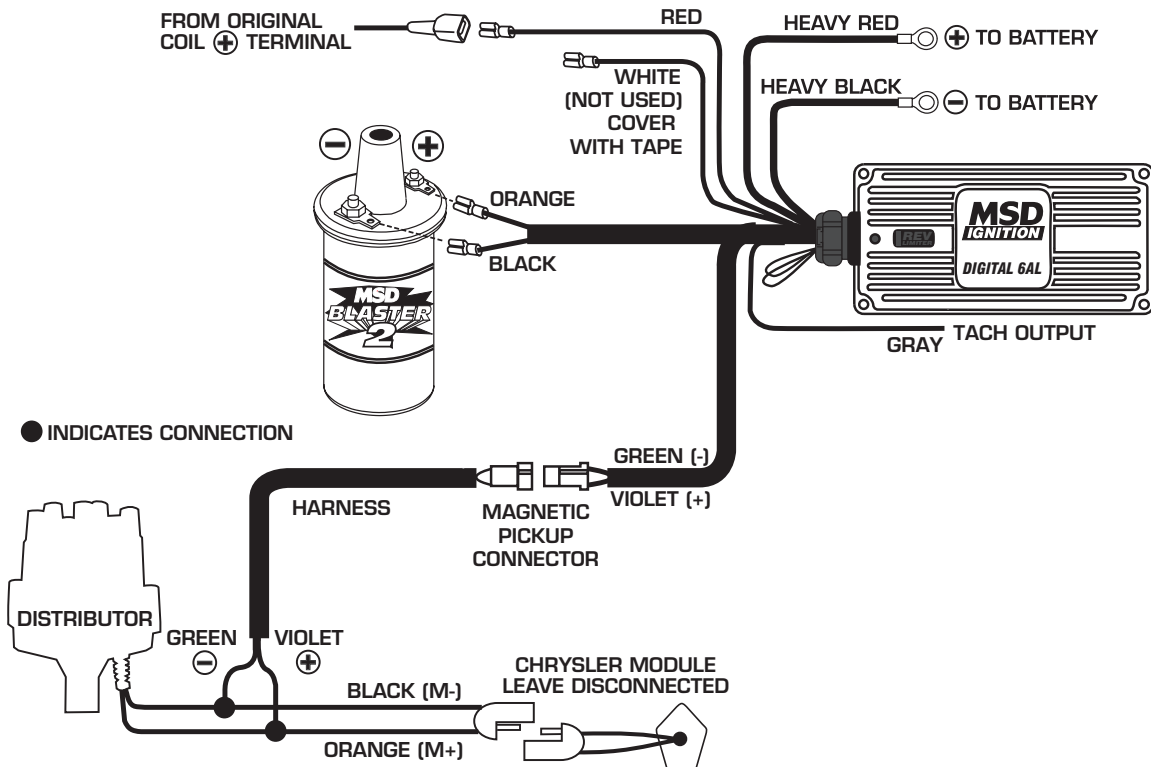 FROM ORIGINAL
COIL ⊕ TERMINAL
RED
HEAVY RED
⊕ TO BATTERY
WHITE
(NOT USED)
COVER
WITH TAPE
HEAVY BLACK
⊖ TO BATTERY
⊖ ⊕
ORANGE
BLACK
MSD
BLASTER
2
MSD
IGNITION
REV
LIMITER
DIGITAL 6AL
GRAY
TACH OUTPUT
● INDICATES CONNECTION
GREEN (-)
VIOLET (+)
HARNESS
MAGNETIC
PICKUP
CONNECTOR
DISTRIBUTOR
GREEN
⊖
VIOLET
⊕
BLACK (M-)
ORANGE (M+)
CHRYSLER MODULE
LEAVE DISCONNECTED